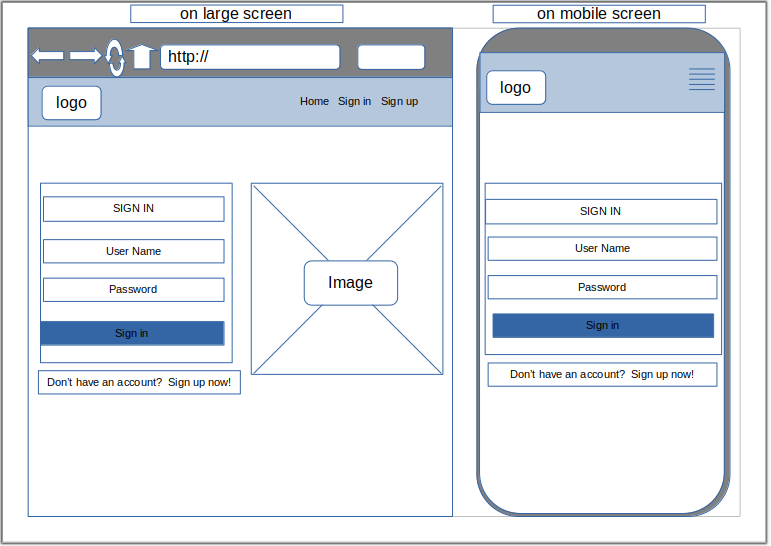 on large screen
on mobile screen
http://
logo
Home Sign in Sign up
SIGN IN
User Name
Password
Sign in
Don't have an account? Sign up now!
Image
logo
SIGN IN
User Name
Password
Sign in
Don't have an account? Sign up now!